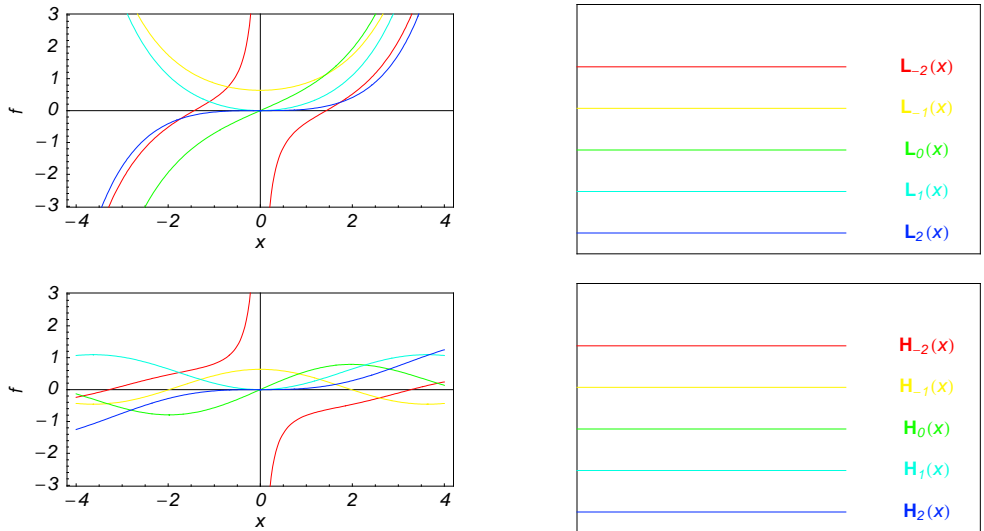 3
2
1
0
−1
−2
−3
f
−4 −2 0 2 4
x
L₋₂(x)
L₋₁(x)
L₀(x)
L₁(x)
L₂(x)
3
2
1
0
−1
−2
−3
f
−4 −2 0 2 4
x
H₋₂(x)
H₋₁(x)
H₀(x)
H₁(x)
H₂(x)